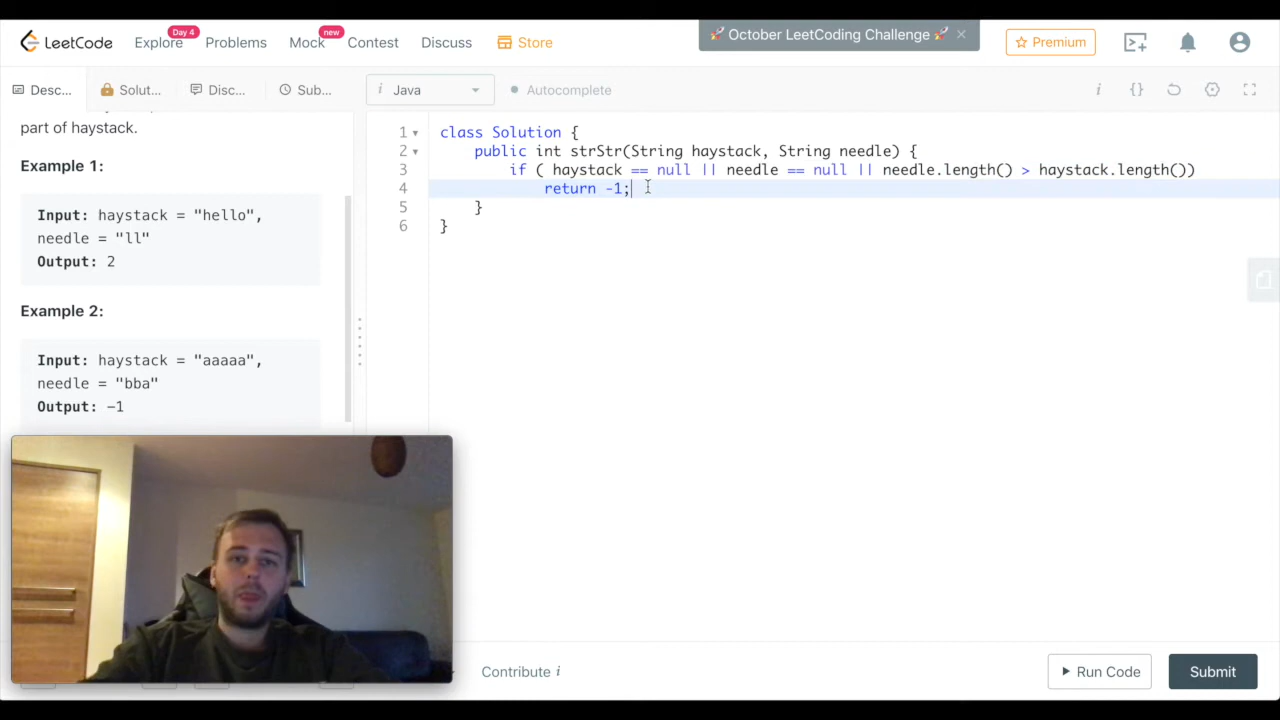 LeetCode
Explore
Day 4
Problems
Mock
new
Contest
Discuss
Store
🚀 October LeetCoding Challenge 🚀 ×
Premium
Desc...
Solut...
Disc...
Sub...
i Java
Autocomplete
part of haystack.
Example 1:
Input: haystack = "hello",
needle = "ll"
Output: 2
Example 2:
Input: haystack = "aaaaa",
needle = "bba"
Output: -1
1 class Solution {
2 public int strStr(String haystack, String needle) {
3 if ( haystack == null || needle == null || needle.length() > haystack.length())
4 return -1;
5 }
6 }
Contribute i
Run Code
Submit